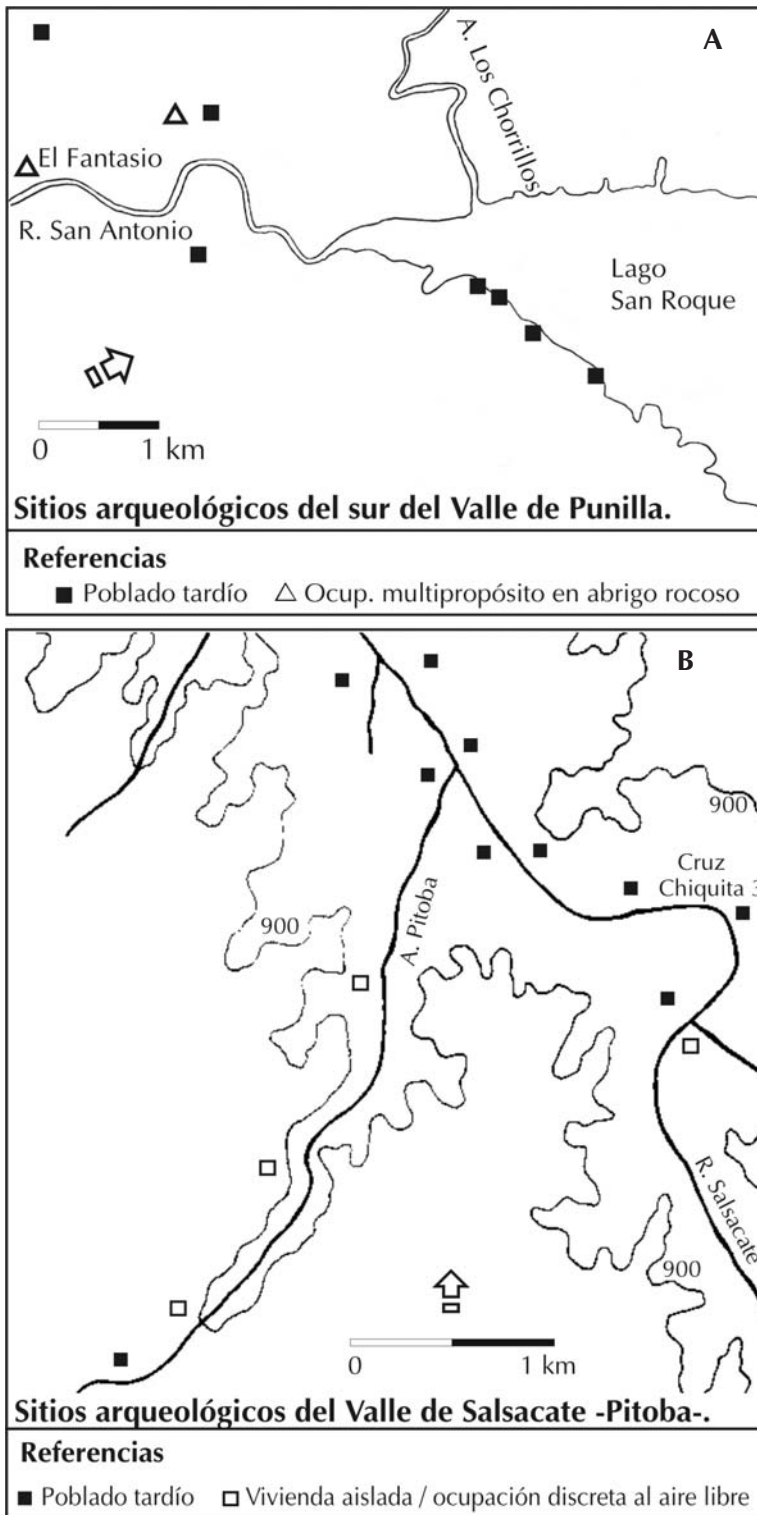 A
A. Los Chorrillos
El Fantasio
R. San Antonio
Lago
San Roque
0 1 km
Sitios arqueológicos del sur del Valle de Punilla.
Referencias
■ Poblado tardío △ Ocup. multipropósito en abrigo rocoso
B
900
Cruz
Chiquita 3
A. Pitoba
900
R. Salsacate
900
0 1 km
Sitios arqueológicos del Valle de Salsacate -Pitoba-.
Referencias
■ Poblado tardío □ Vivienda aislada / ocupación discreta al aire libre